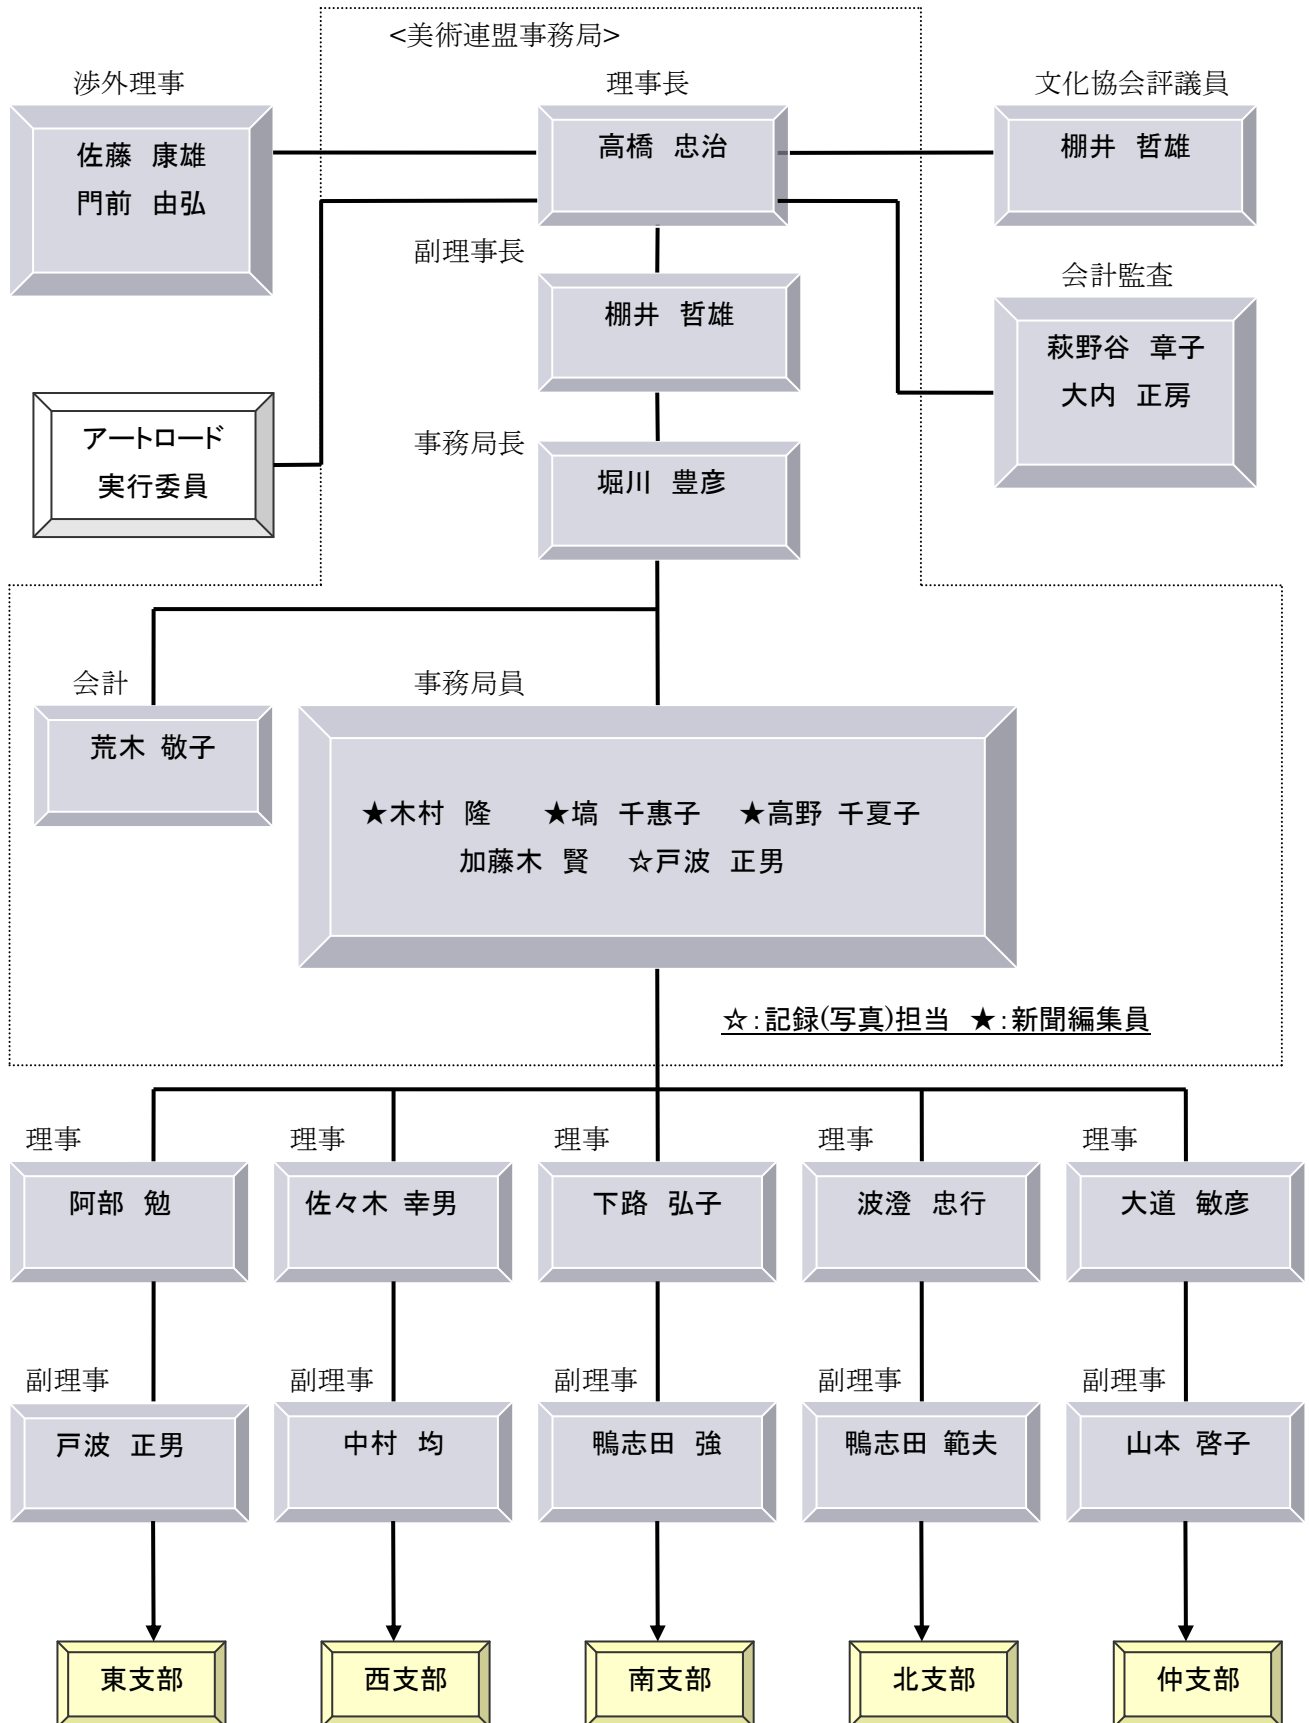 <美術連盟事務局>
渉外理事
理事長
文化協会評議員
佐藤　康雄
門前　由弘
高橋　忠治
棚井　哲雄
副理事長
棚井　哲雄
会計監査
萩野谷　章子
大内　正房
アートロード
実行委員
事務局長
堀川　豊彦
会計
事務局員
荒木 敬子
★木村　隆　　★塙　千惠子　★高野 千夏子
加藤木　賢　☆戸波　正男
☆:記録(写真)担当　★:新聞編集員
理事　理事　理事　理事　理事
阿部　勉　佐々木 幸男　下路　弘子　波澄　忠行　大道　敏彦
副理事　副理事　副理事　副理事　副理事
戸波　正男　中村　均　鴨志田　強　鴨志田 範夫　山本 啓子
東支部　西支部　南支部　北支部　仲支部